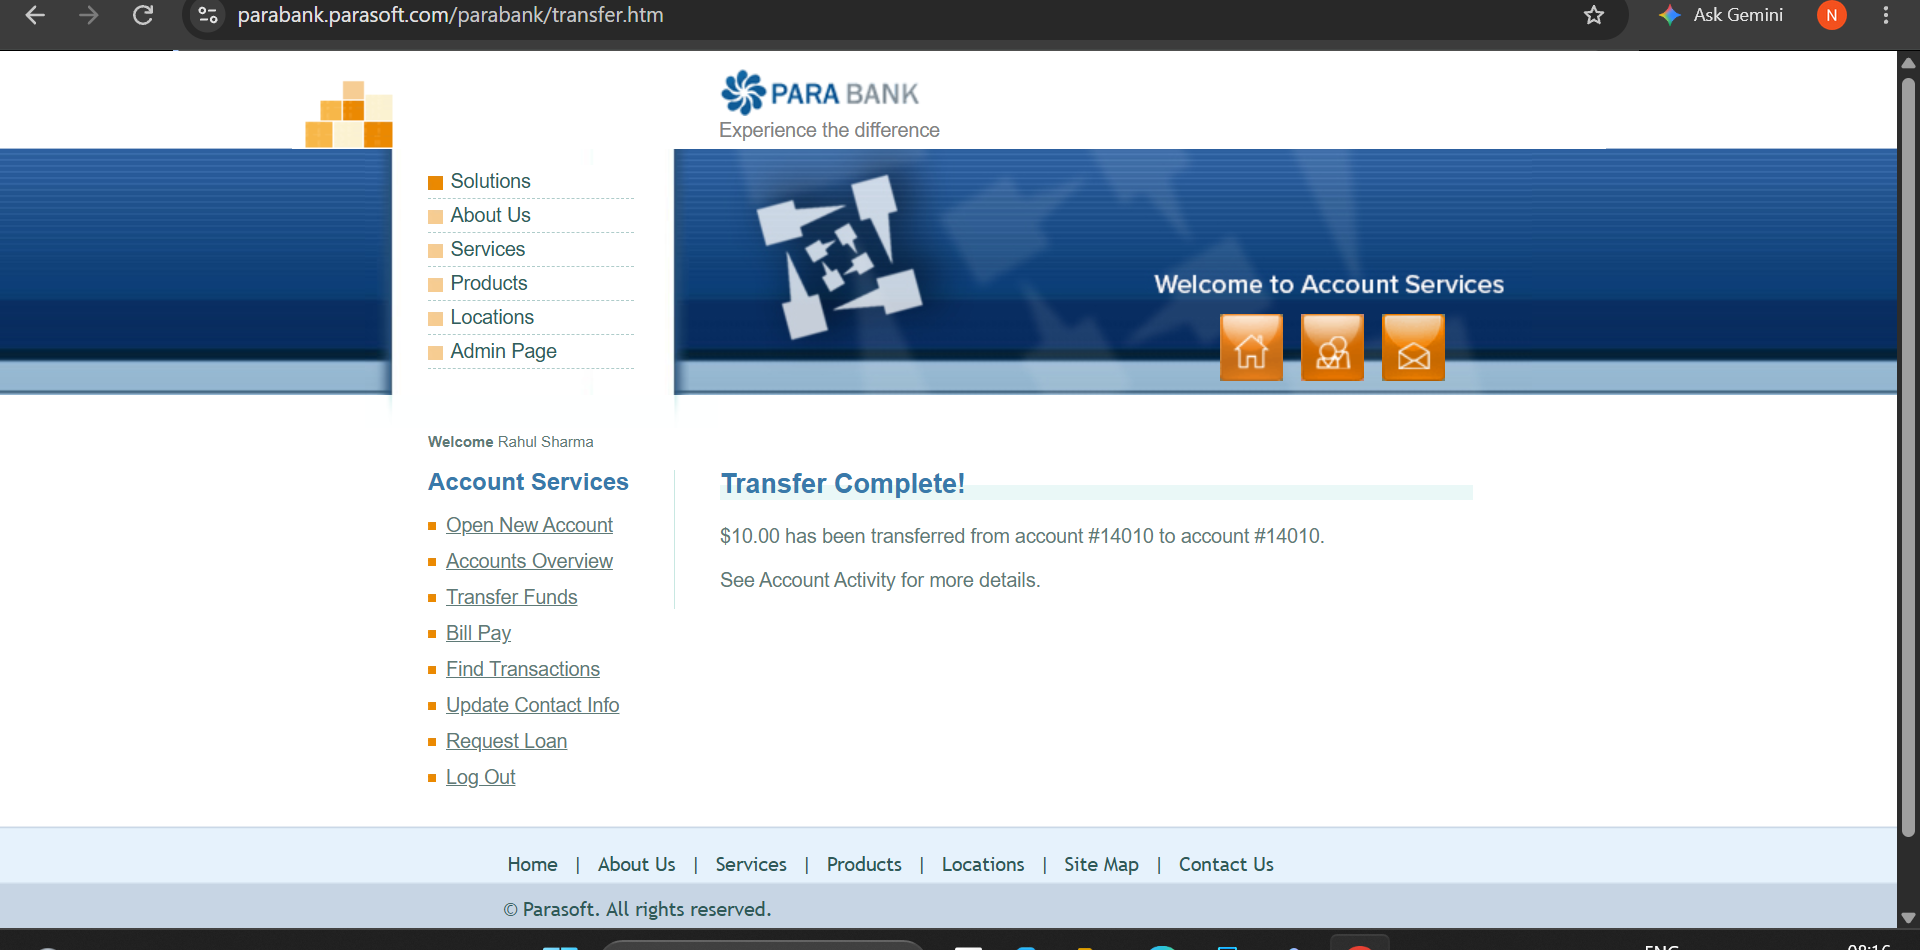 parabank.parasoft.com/parabank/transfer.htm
Ask Gemini
N
PARA BANK
Experience the difference
Solutions
About Us
Services
Products
Locations
Admin Page
Welcome to Account Services
Welcome Rahul Sharma
Account Services
Open New Account
Accounts Overview
Transfer Funds
Bill Pay
Find Transactions
Update Contact Info
Request Loan
Log Out
Transfer Complete!
$10.00 has been transferred from account #14010 to account #14010.
See Account Activity for more details.
Home | About Us | Services | Products | Locations | Site Map | Contact Us
© Parasoft. All rights reserved.